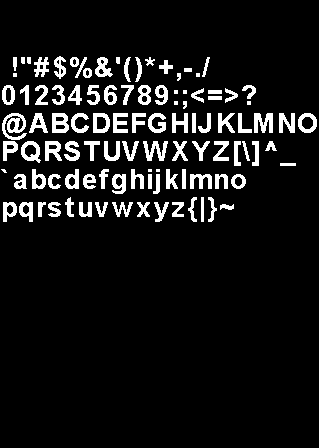 !"#$%&'()*+,-./
0123456789:;<=>?
@ABCDEFGHIJKLMNO
PQRSTUVWXYZ[\]^_
`abcdefghijklmno
pqrstuvwxyz{|}~